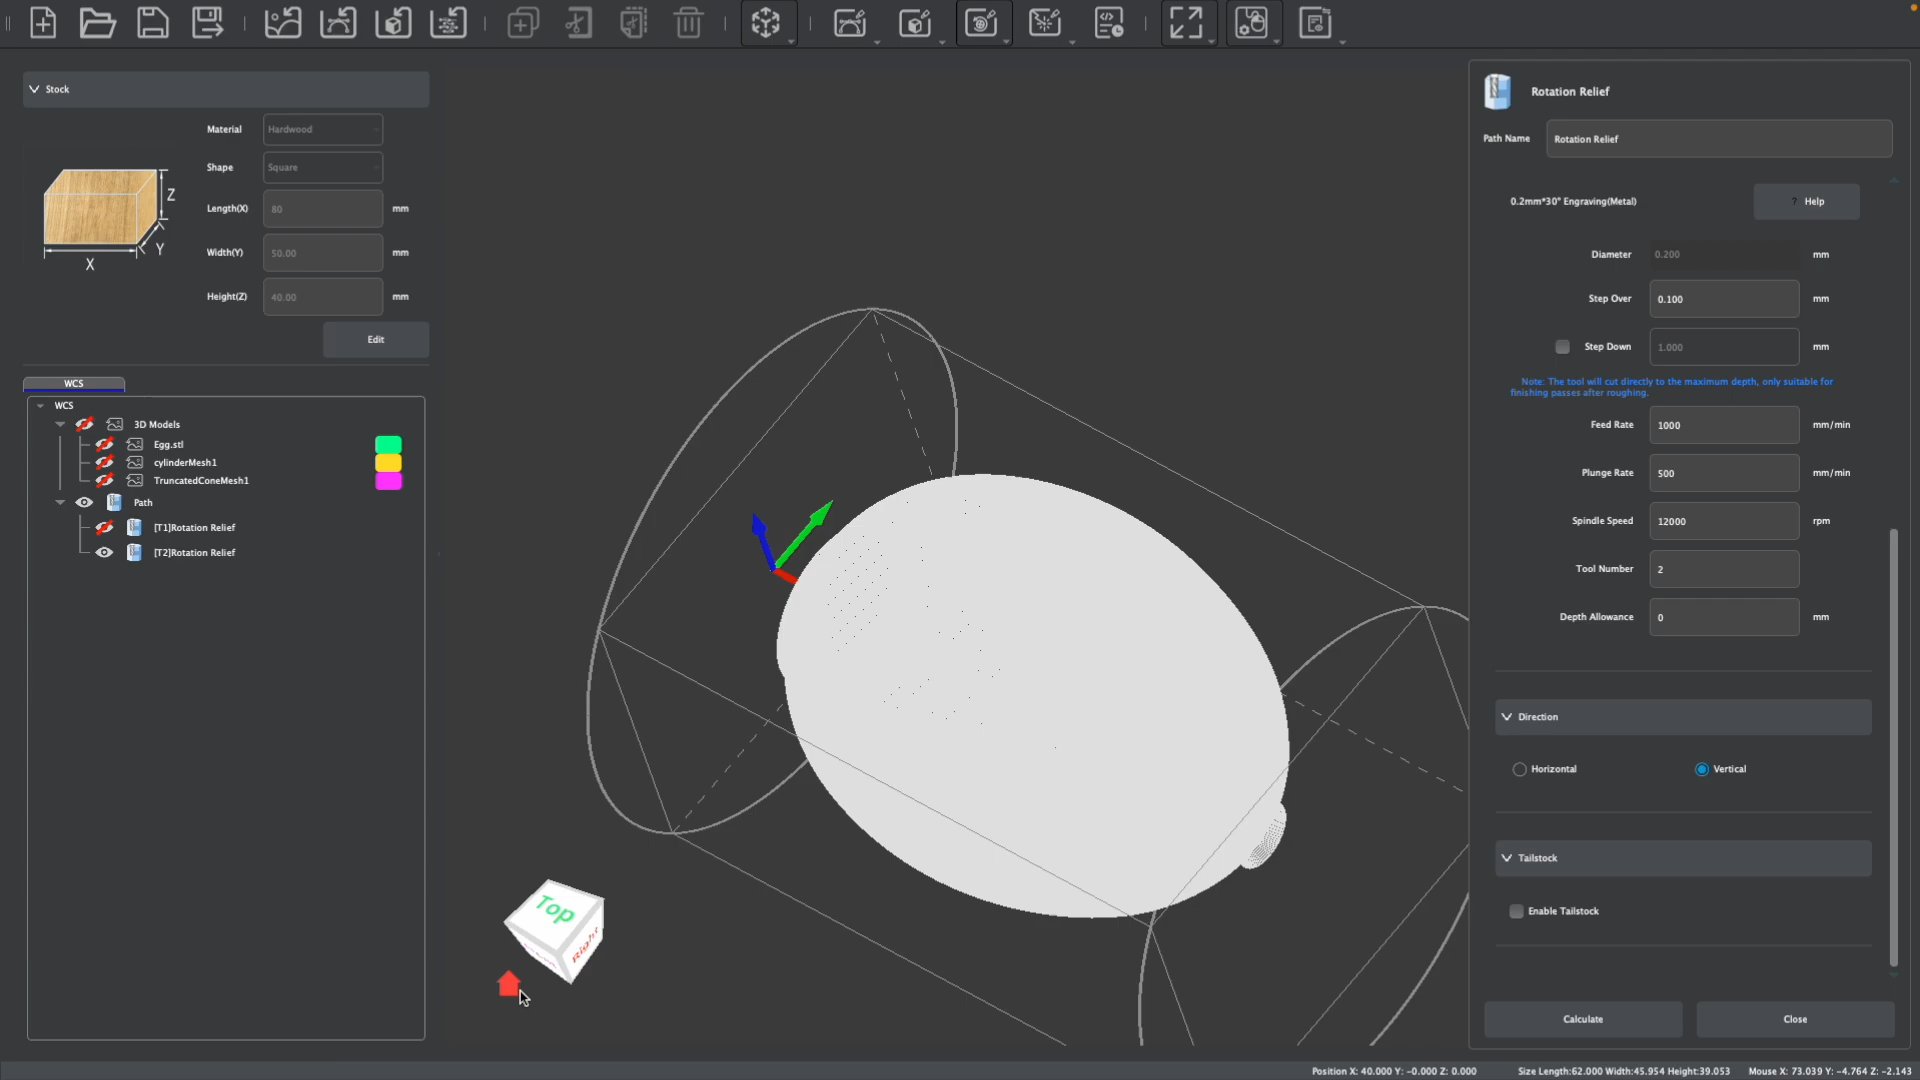 Stock
Material
Hardwood
Shape
Square
Length(X)
80
mm
Width(Y)
50.00
mm
Height(Z)
40.00
mm
Z
Y
X
Edit
WCS
WCS
3D Models
Egg.stl
cylinderMesh1
TruncatedConeMesh1
Path
[T1]Rotation Relief
[T2]Rotation Relief
Top
Right
Rotation Relief
Path Name
Rotation Relief
0.2mm*30° Engraving(Metal)
? Help
Diameter
0.200
mm
Step Over
0.100
mm
Step Down
1.000
mm
Note: The tool will cut directly to the maximum depth, only suitable for
finishing passes after roughing.
Feed Rate
1000
mm/min
Plunge Rate
500
mm/min
Spindle Speed
12000
rpm
Tool Number
2
Depth Allowance
0
mm
Direction
Horizontal
Vertical
Tailstock
Enable Tailstock
Calculate
Close
Position X: 40.000 Y: -0.000 Z: 0.000
Size Length:62.000 Width:45.954 Height:39.053
Mouse X: 73.039 Y: -4.764 Z: -2.143